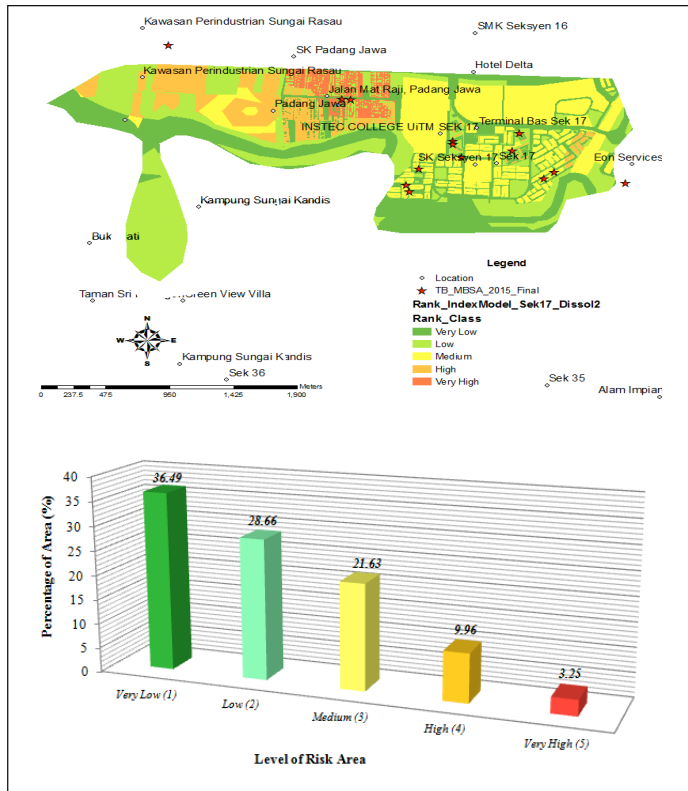 Kawasan Perindustrian Sungai Rasau
SMK Seksyen 16
SK Padang Jawa
Hotel Delta
Kawasan Perindustrian Sungai Rasau
Jalan Mat Raji, Padang Jawa
Padang Jawa
Terminal Bas Sek 17
INSTEC COLLEGE UiTM SEK 17
SK Seksyen 17
Sek 17
Eon Services
Kampung Sungai Kandis
Legend
Location
TB_MBSA_2015_Final
Rank_IndexModel_Sek17_Dissol2
Rank_Class
Very Low
Low
Medium
High
Very High
Taman Sri
Green View Villa
N
W E
S
Kampung Sungai Kandis
Sek 36
Sek 35
Alam Impian
Meters
0 237.5 475 950 1,425 1,900
Percentage of Area (%)
40
35
30
25
20
15
10
5
0
36.49
28.66
21.63
9.96
3.25
Very Low (1)
Low (2)
Medium (3)
High (4)
Very High (5)
Level of Risk Area